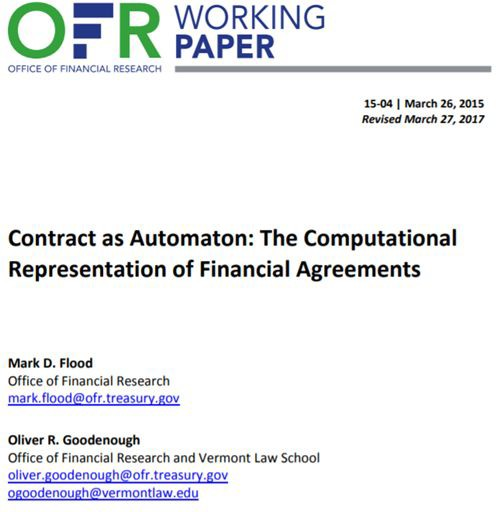 OFR WORKING
PAPER
OFFICE OF FINANCIAL RESEARCH
15-04 | March 26, 2015
Revised March 27, 2017
Contract as Automaton: The Computational
Representation of Financial Agreements
Mark D. Flood
Office of Financial Research
mark.flood@ofr.treasury.gov
Oliver R. Goodenough
Office of Financial Research and Vermont Law School
oliver.goodenough@ofr.treasury.gov
ogoodenough@vermontlaw.edu